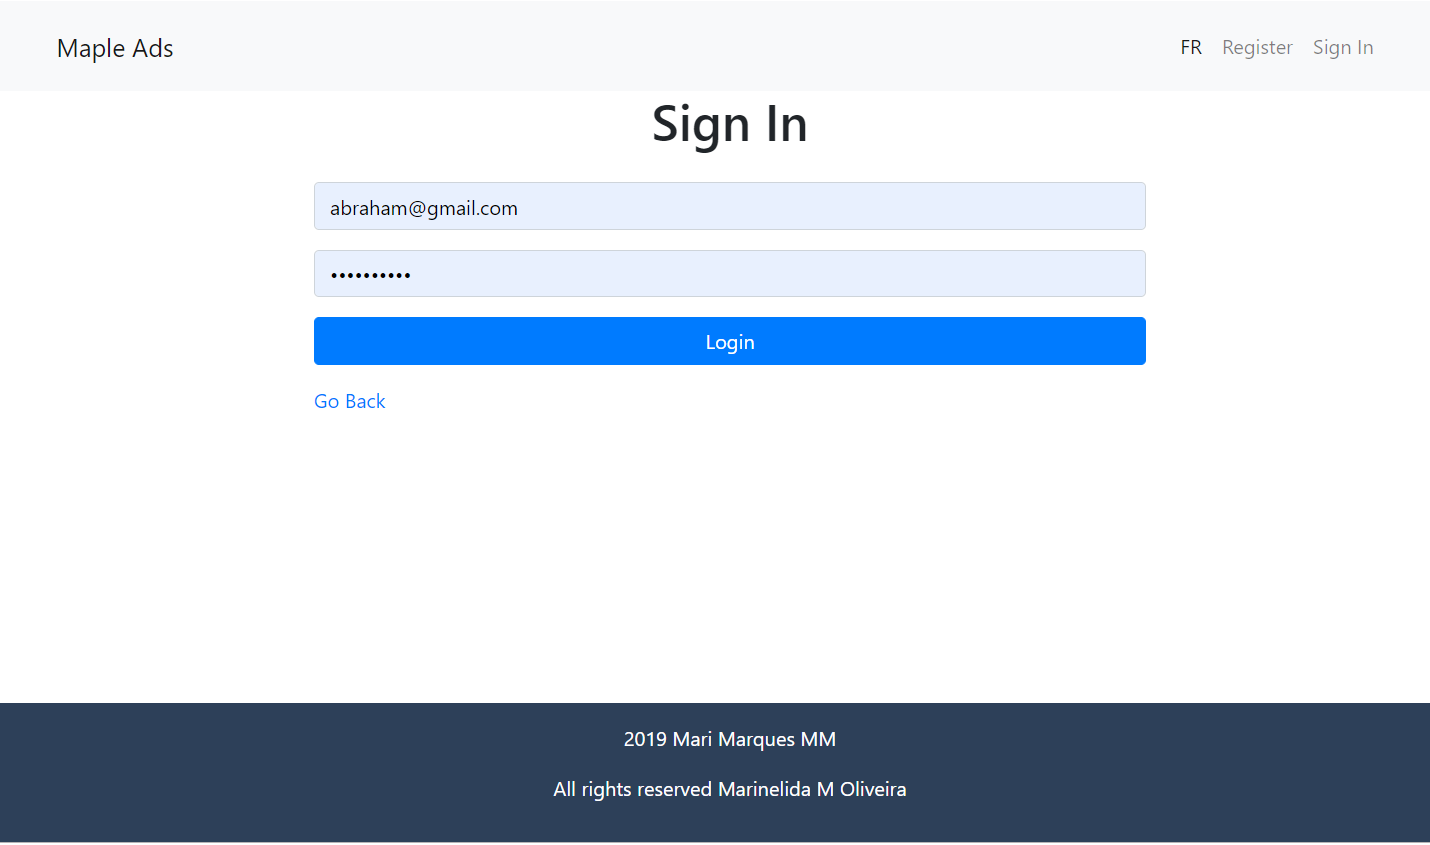 Maple Ads
FR Register Sign In
Sign In
abraham@gmail.com
••••••••••
Login
Go Back
2019 Mari Marques MM
All rights reserved Marinelida M Oliveira